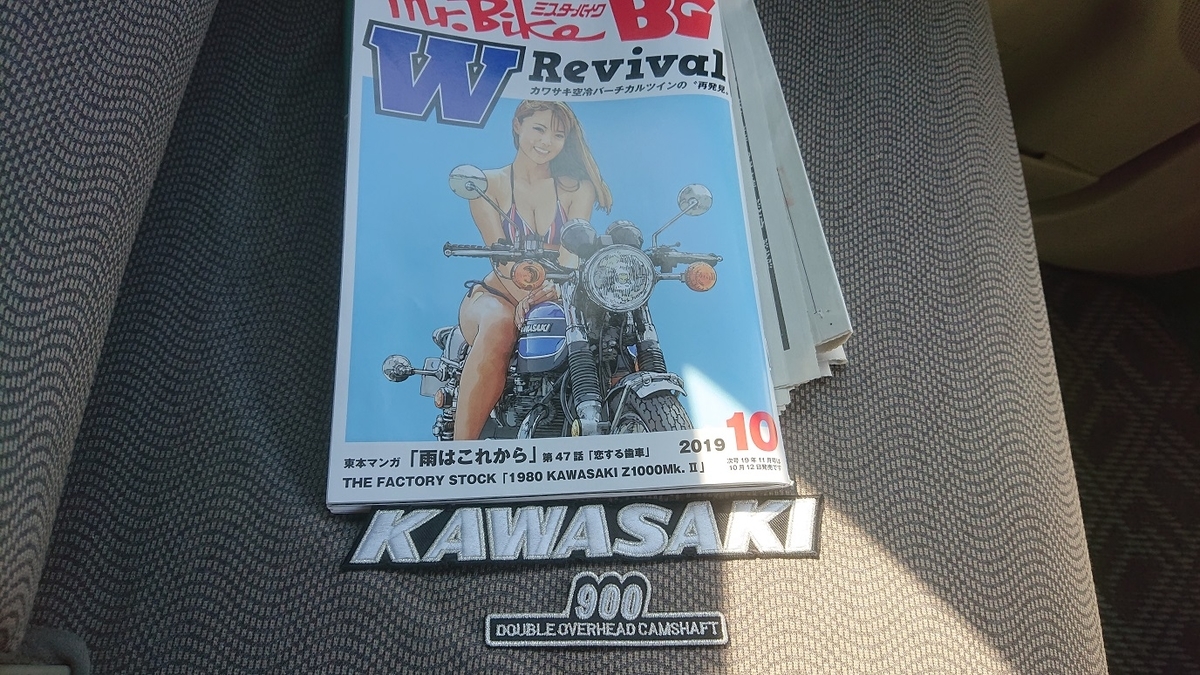 Mr.Bike ミスターバイク BG
W Revival
カワサキ空冷バーチカルツインの〝再発見〟
KAWASAKI
東本マンガ 「雨はこれから」 第47話「恋する歯車」
2019 10
次号19年11月号は
10月12日発売です
THE FACTORY STOCK「1980 KAWASAKI Z1000Mk. II」
KAWASAKI
900
DOUBLE OVERHEAD CAMSHAFT